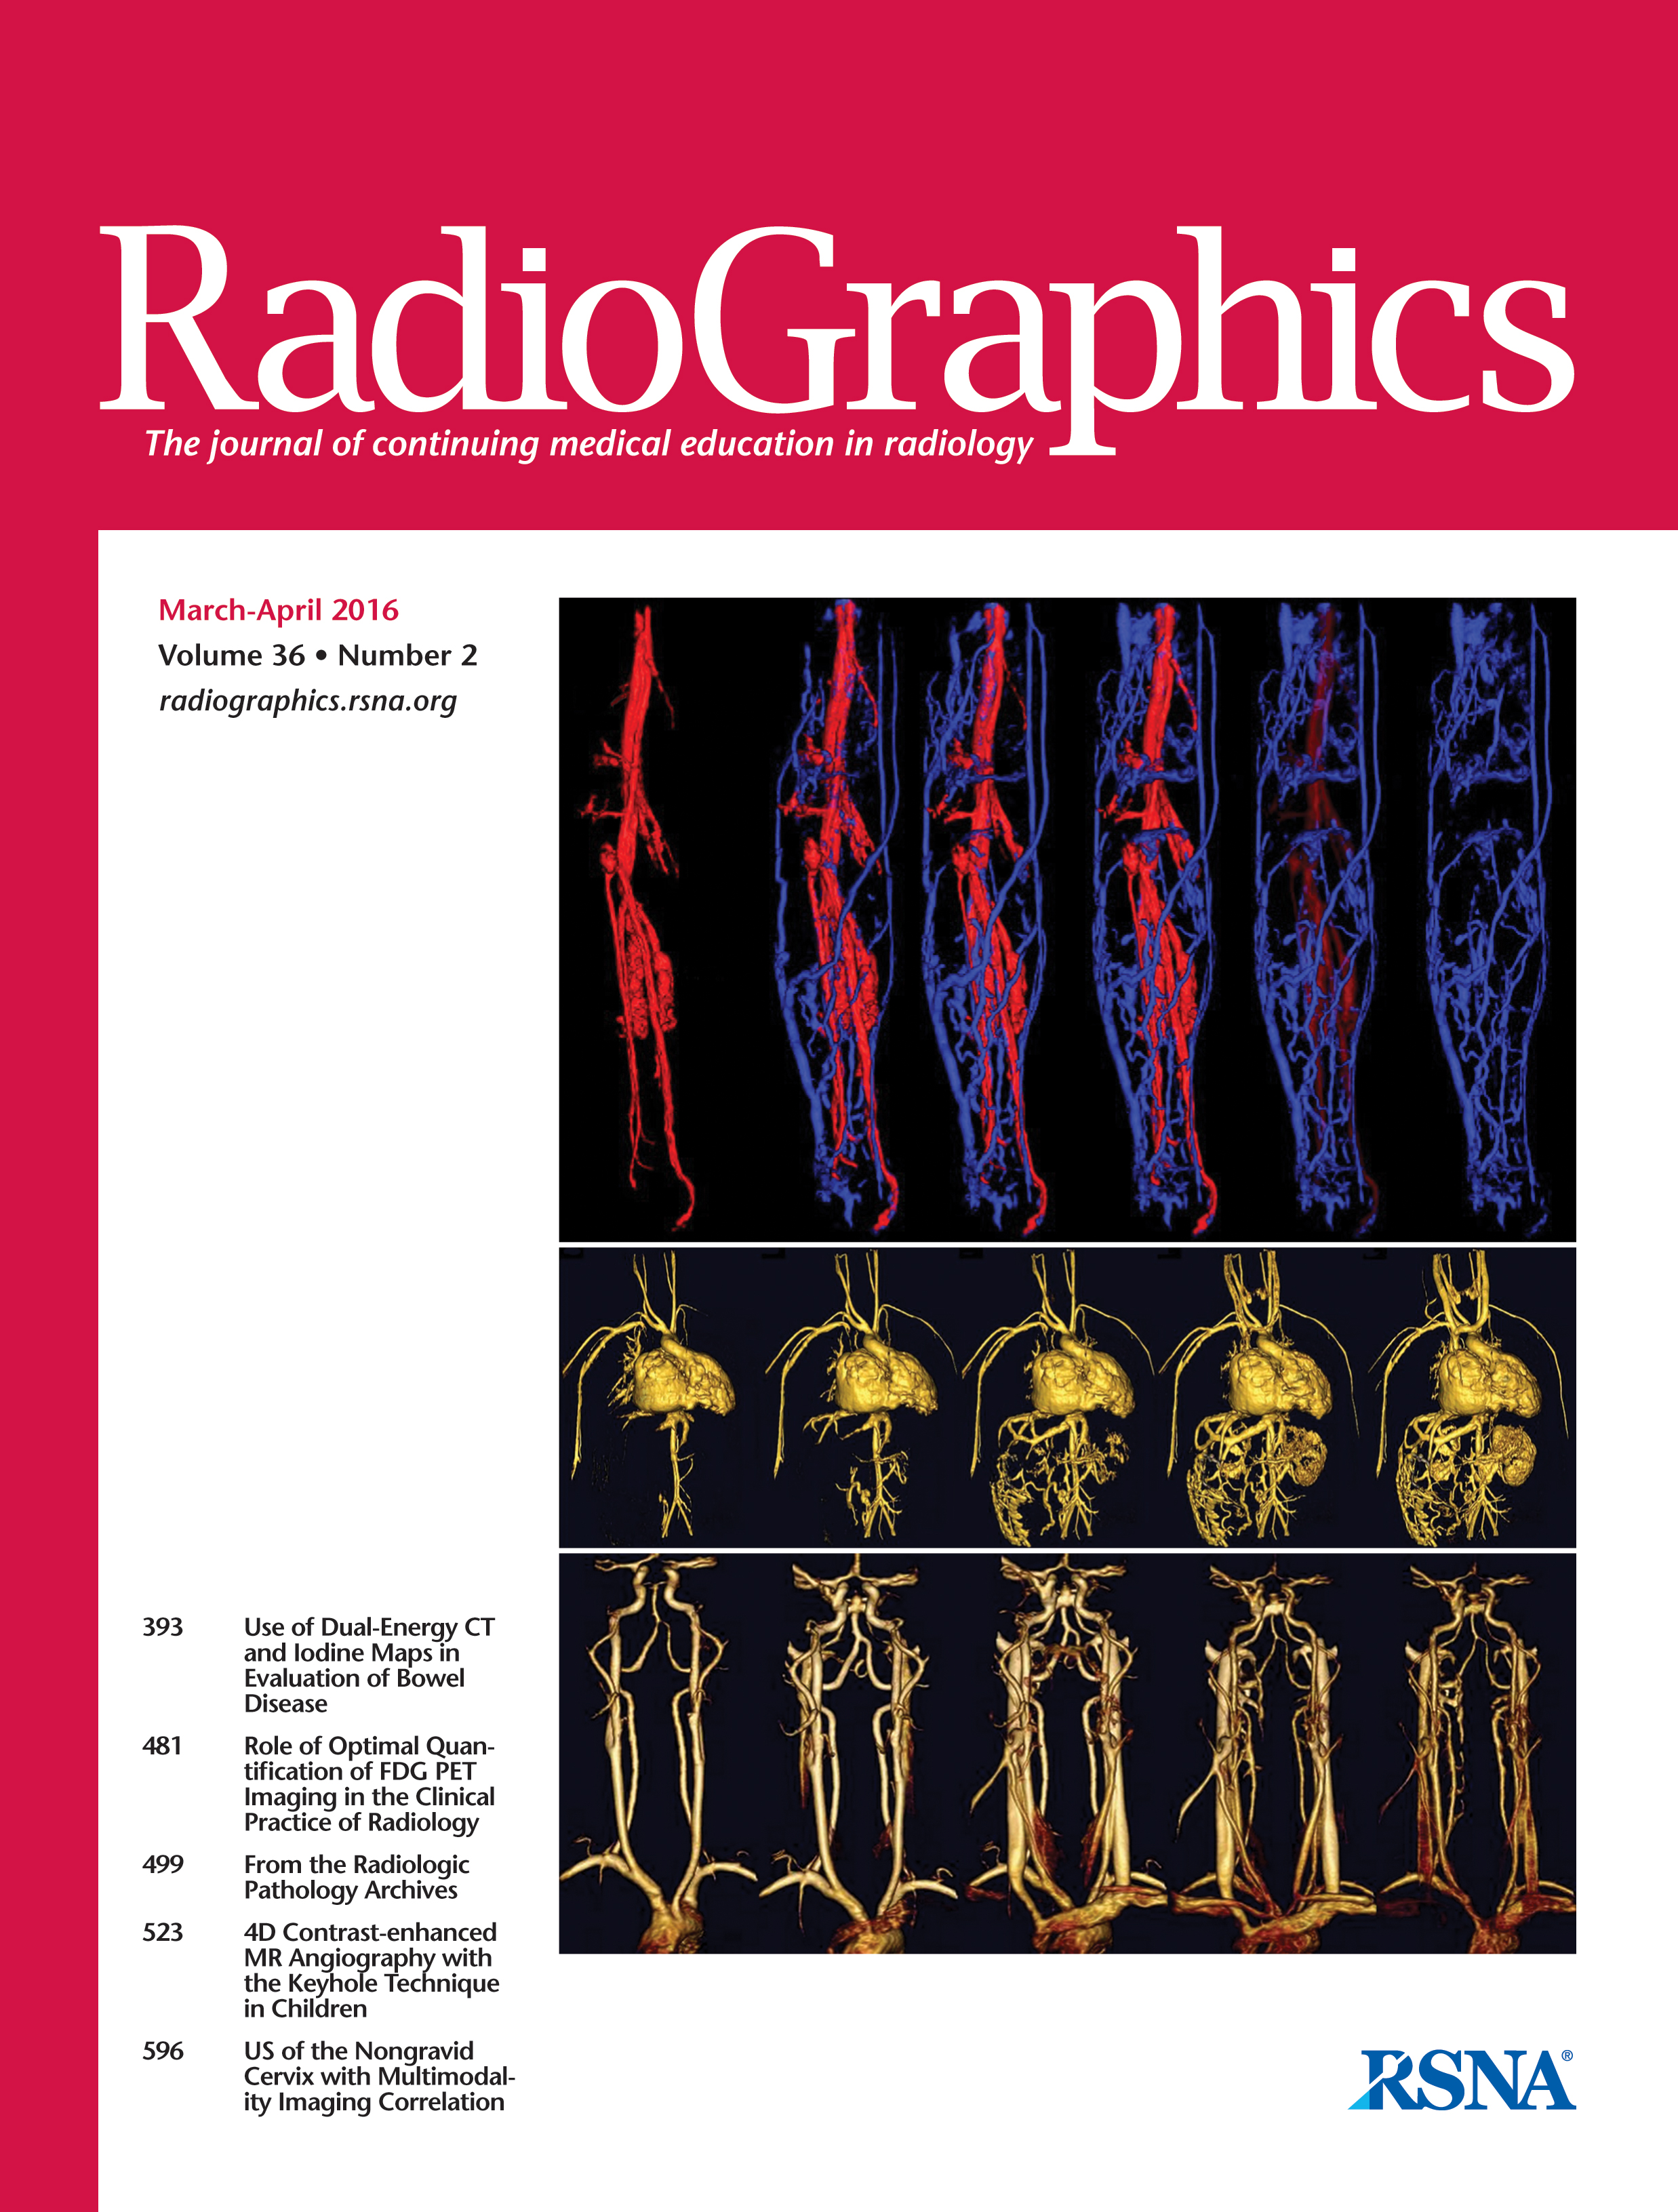 RadioGraphics
The journal of continuing medical education in radiology
March-April 2016
Volume 36 • Number 2
radiographics.rsna.org
393 Use of Dual-Energy CT
and Iodine Maps in
Evaluation of Bowel
Disease
481 Role of Optimal Quan-
tification of FDG PET
Imaging in the Clinical
Practice of Radiology
499 From the Radiologic
Pathology Archives
523 4D Contrast-enhanced
MR Angiography with
the Keyhole Technique
in Children
596 US of the Nongravid
Cervix with Multimodal-
ity Imaging Correlation
RSNA®